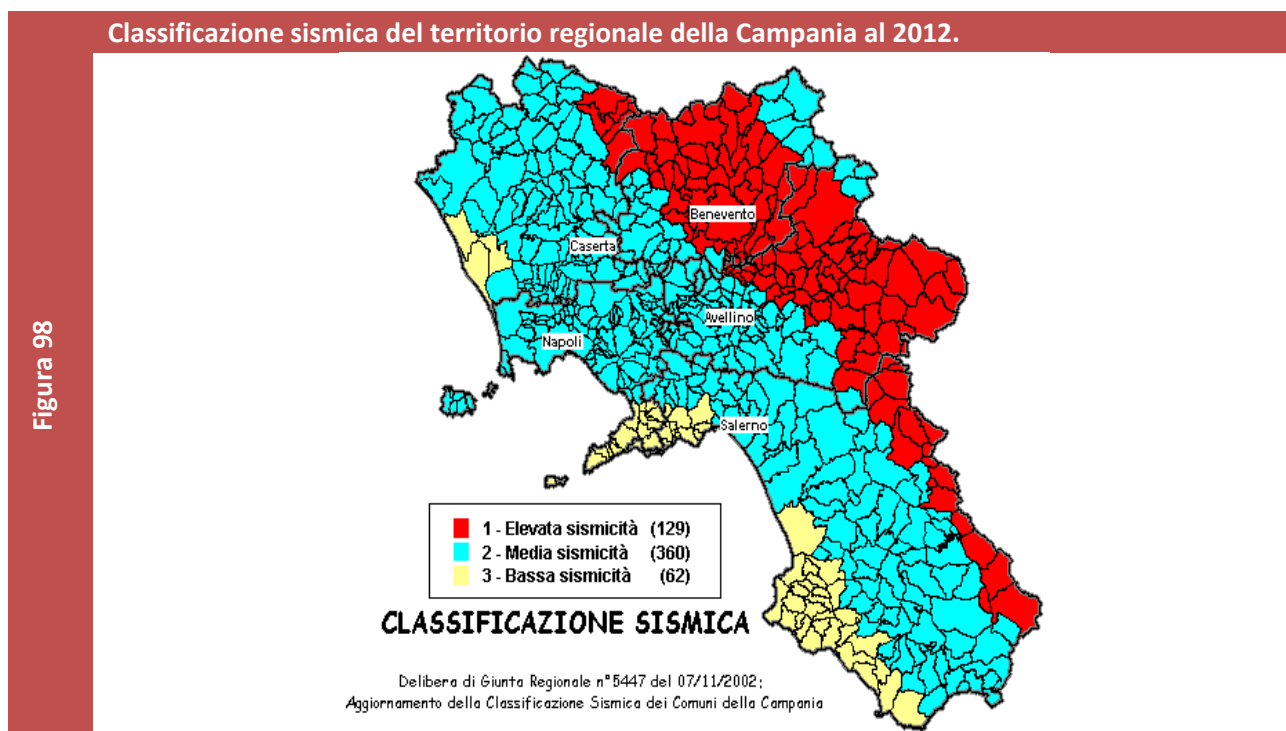 Classificazione sismica del territorio regionale della Campania al 2012.
Figura 98
Benevento
Caserta
Avellino
Napoli
Salerno
1 - Elevata sismicità (129)
2 - Media sismicità (360)
3 - Bassa sismicità (62)
CLASSIFICAZIONE SISMICA
Delibera di Giunta Regionale n°5447 del 07/11/2002;
Aggiornamento della Classificazione Sismica dei Comuni della Campania